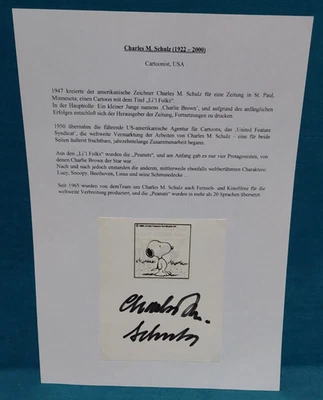 Charles M. Schulz (1922 – 2000)
Cartoonist, USA
1947 kreierte der amerikanische Zeichner Charles M. Schulz für eine Zeitung in St. Paul,
Minnesota, einen Cartoon mit dem Titel „Li'l Folks“
In der Hauptrolle: Ein kleiner Junge namens ‚Charlie Brown‘, und aufgrund des anfänglichen
Erfolges entschloß sich der Herausgeber der Zeitung, Fortsetzungen zu drucken.
1950 übernahm die führende US-amerikanische Agentur für Cartoons, das ‚United Feature
Syndicat‘, die weltweite Vermarktung der Arbeiten von Charles M. Schulz – eine für beide
Seiten äußerst fruchtbare, jahrzehntelange Zusammenarbeit begann.
Aus den „Li'l Folks“ wurden die „Peanuts“, und am Anfang gab es nur vier Protagonisten, von
denen Charlie Brown der Star war.
Nach und nach jedoch entstanden die anderen, mittlerweile ebenfalls weltberühmten Charaktere:
Lucy, Snoopy, Beethoven, Linus und seine Schmusedecke ...
Seit 1965 wurden von demTeam um Charles M. Schulz auch Fernseh- und Kinofilme für die
weltweite Verbreitung produziert, und die „Peanuts“ wurden in mehr als 20 Sprachen übersetzt
Charles M.
Schulz